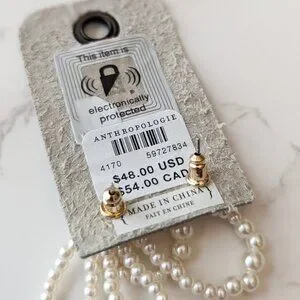 This item is
electronically
protected
ANTHROPOLOGIE
4170 59727834
$48.00 USD
$54.00 CAD
MADE IN CHINA
FAIT EN CHINE